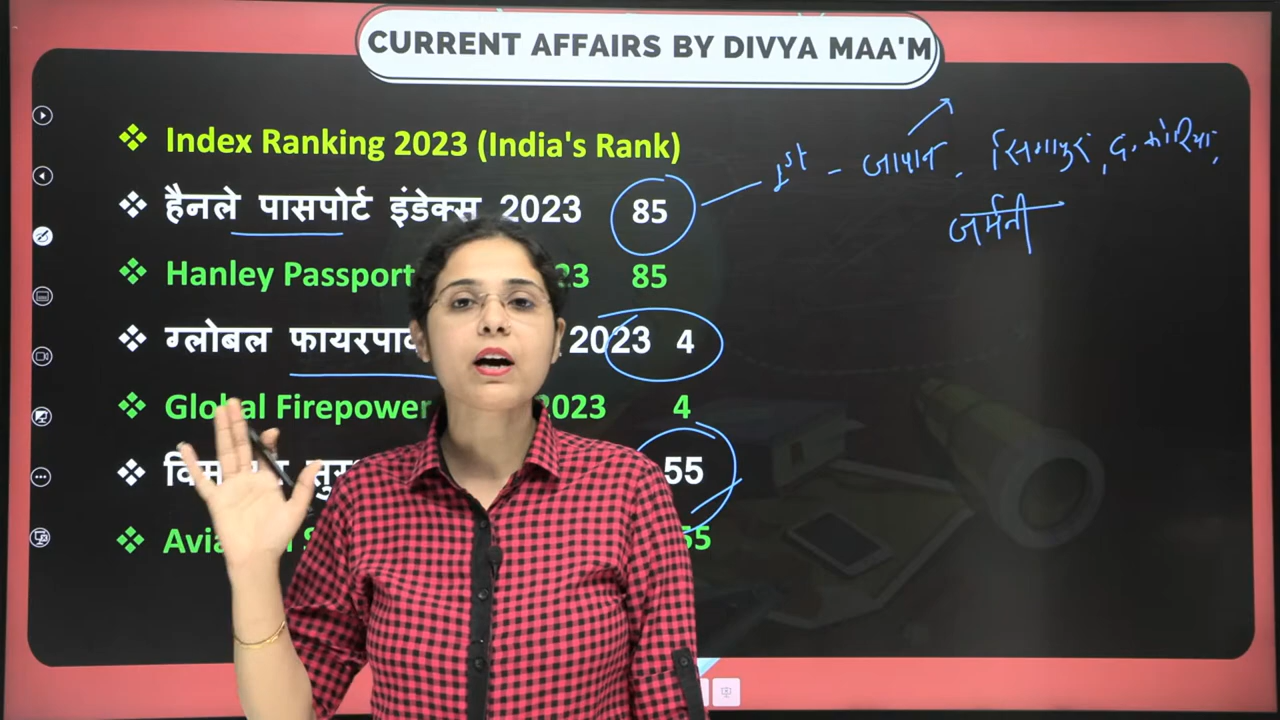 CURRENT AFFAIRS BY DIVYA MAA'M
Index Ranking 2023 (India's Rank)
1st - जापान, सिंगापुर, द. कोरिया,
जर्मनी
हैनले पासपोर्ट इंडेक्स 2023 85
Hanley Passport 23 85
ग्लोबल 2023 4
Global Firepower 2023 4
55
55